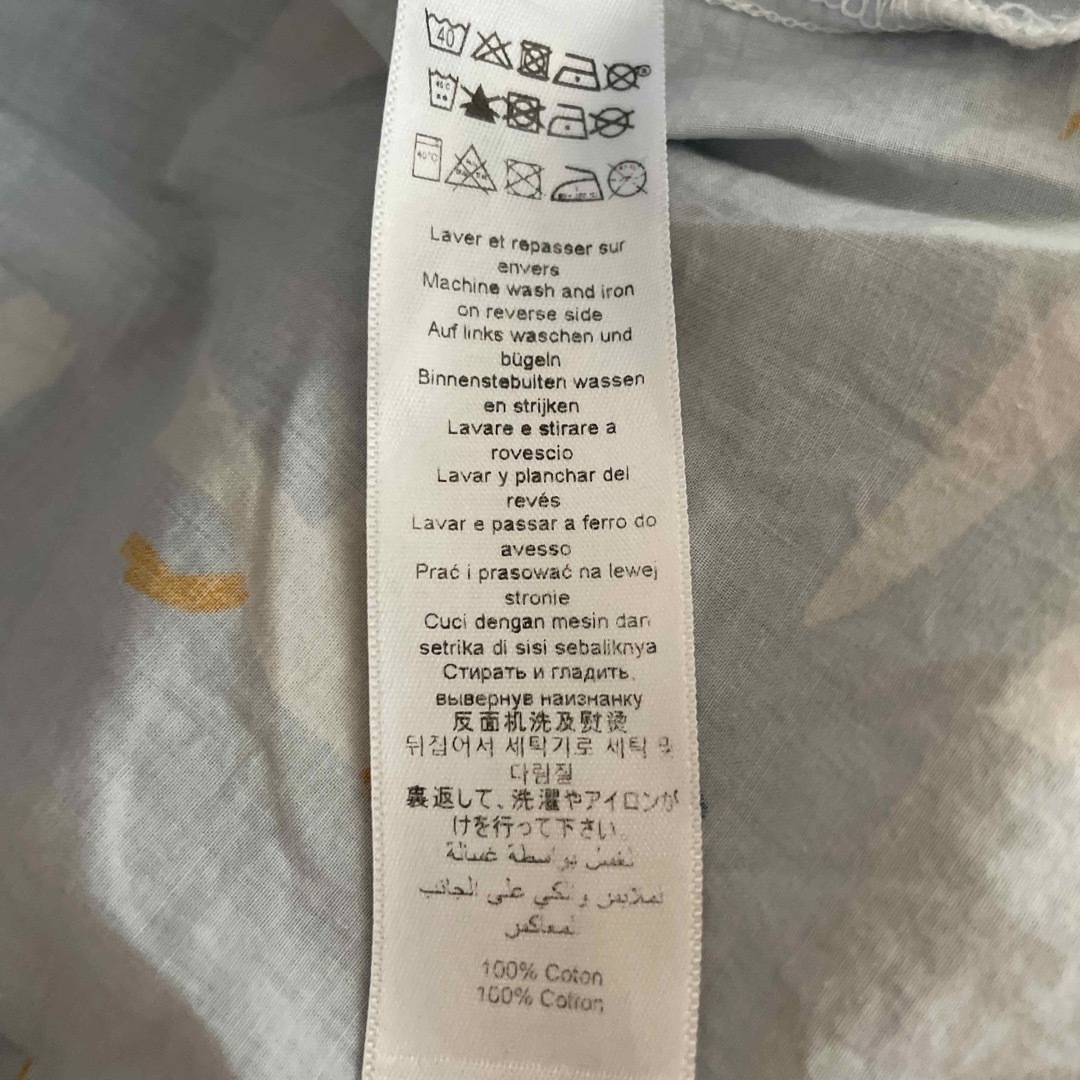 40
40°C
40°C
Laver et repasser sur
envers
Machine wash and iron
on reverse side
Auf links waschen und
bügeln
Binnenstebuiten wassen
en strijken
Lavare e stirare a
rovescio
Lavar y planchar del
revés
Lavar e passar a ferro do
avesso
Prać i prasować na lewej
stronie
Cuci dengan mesin dan
setrika di sisi sebaliknya
Стирать и гладить,
вывернув наизнанку
反面机洗及熨烫
뒤집어서 세탁기로 세탁 및
다림질
裏返して、洗濯やアイロンが
けを行って下さい。
بواسطة غسالة
على الجانب
100% Coton
100% Cotton